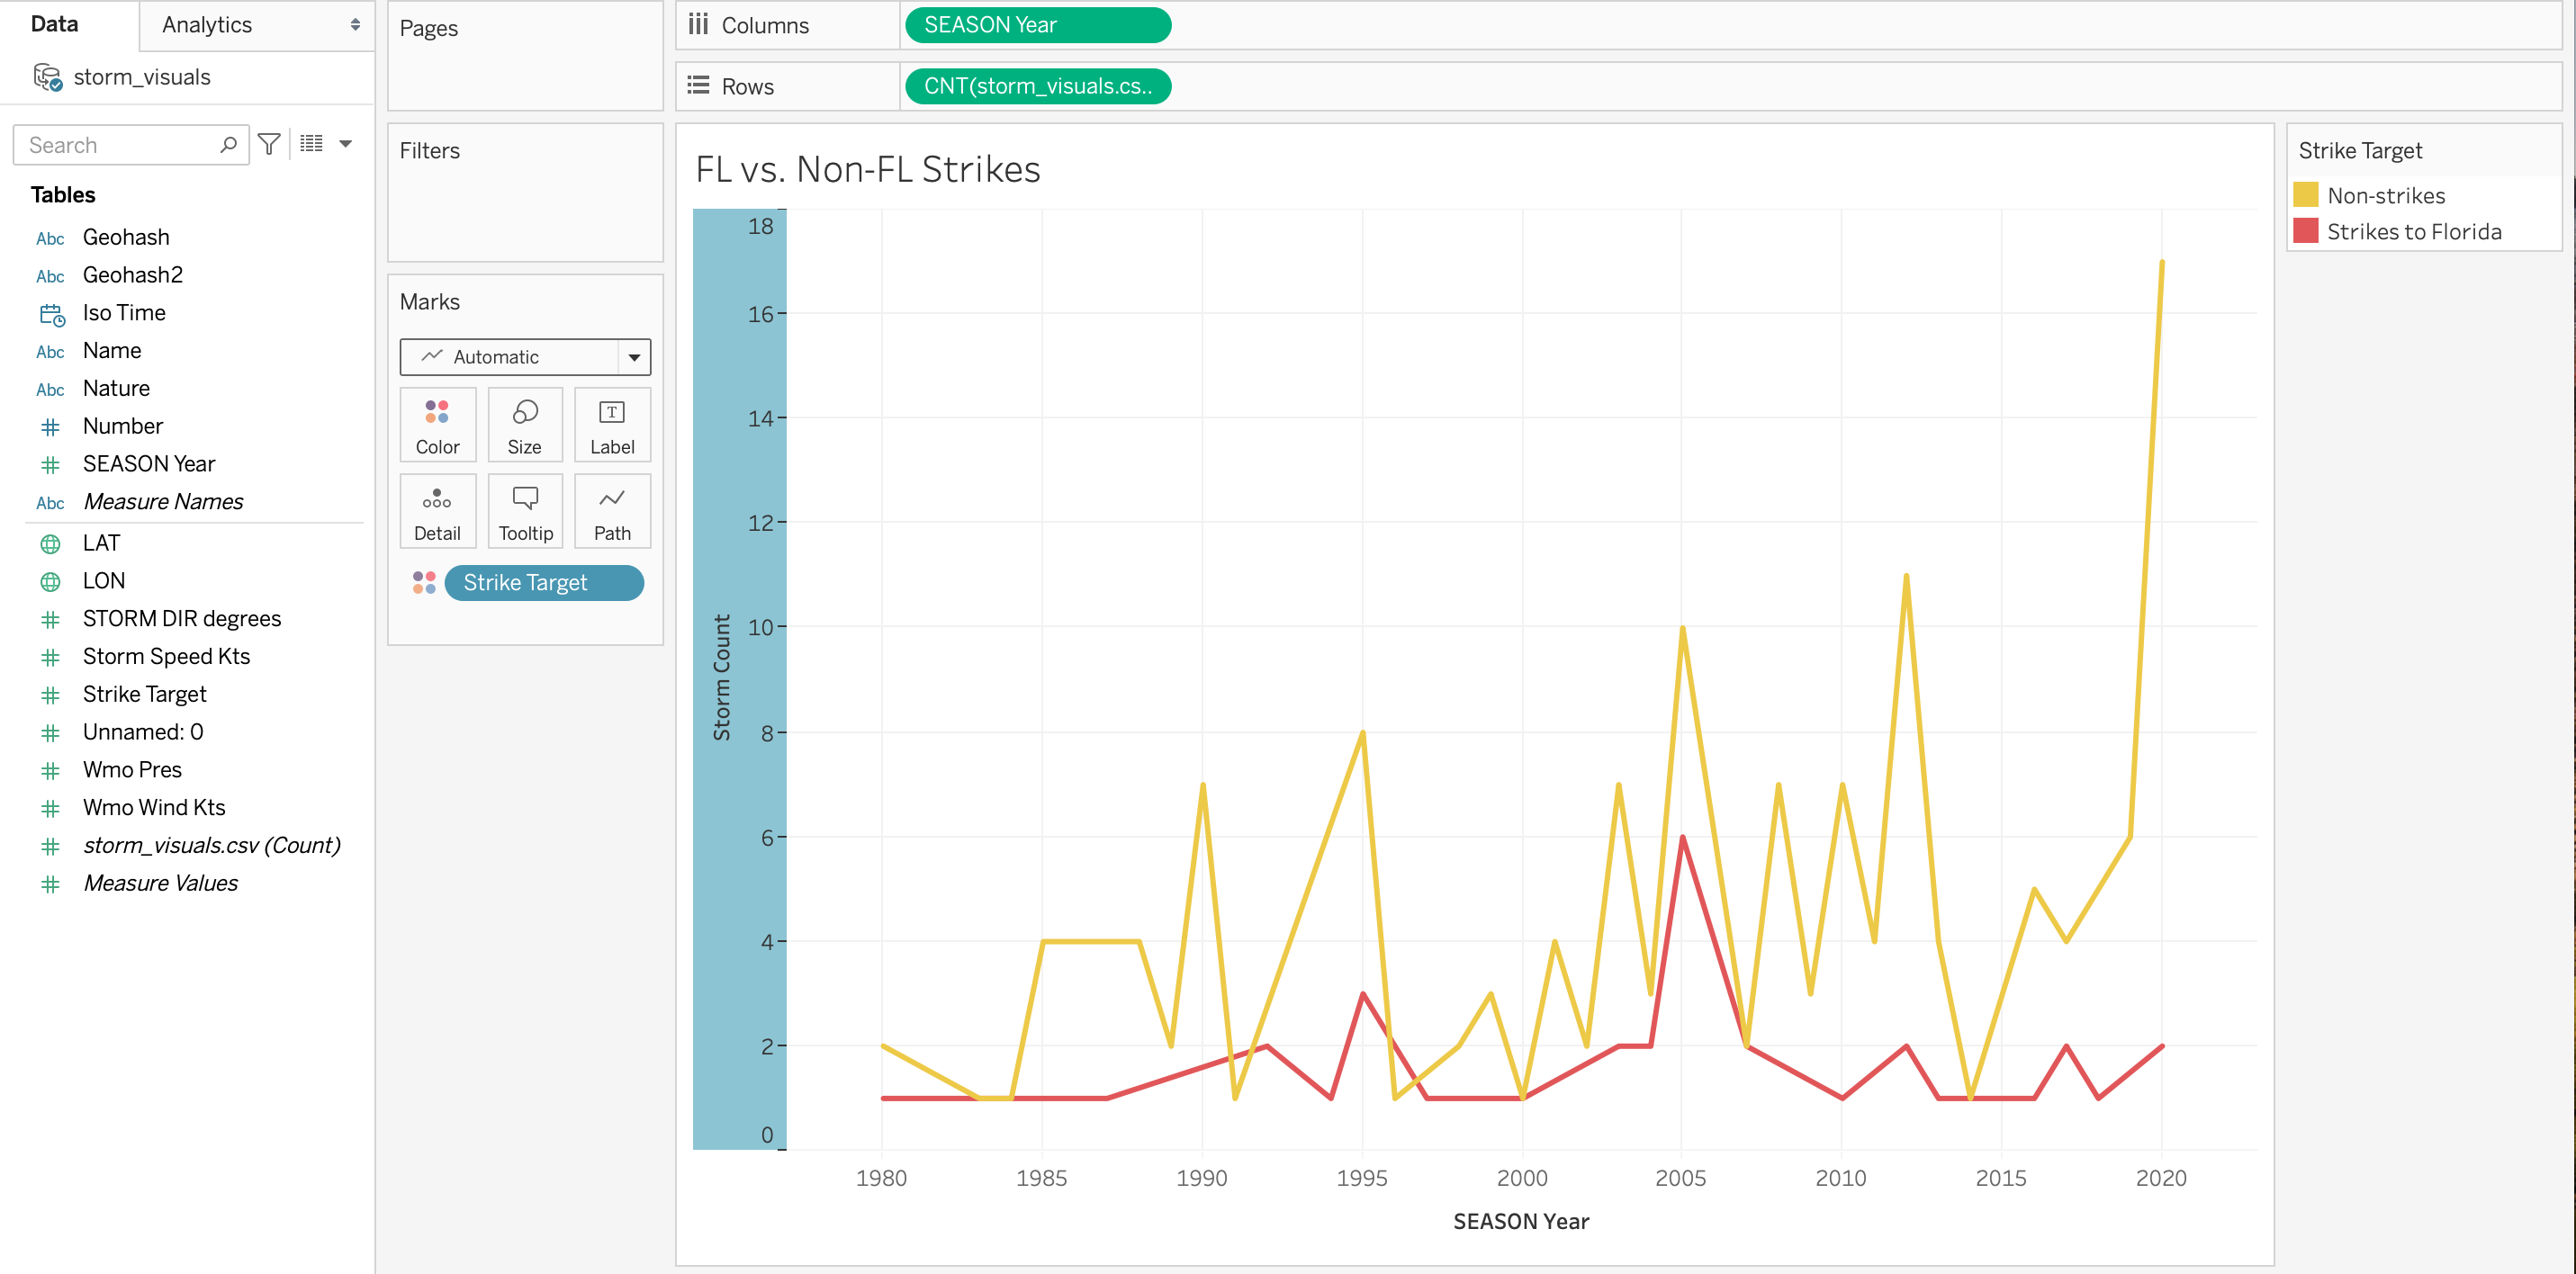 Data
Analytics
storm_visuals
Search
Tables
Abc Geohash
Abc Geohash2
Iso Time
Abc Name
Abc Nature
# Number
# SEASON Year
Abc Measure Names
LAT
LON
# STORM DIR degrees
# Storm Speed Kts
# Strike Target
# Unnamed: 0
# Wmo Pres
# Wmo Wind Kts
# storm_visuals.csv (Count)
# Measure Values
Pages
Filters
Marks
Automatic
Color Size T Label
Detail Tooltip Path
Strike Target
Columns SEASON Year
Rows CNT(storm_visuals.cs..
FL vs. Non-FL Strikes
Storm Count
18
16
14
12
10
8
6
4
2
0
1980 1985 1990 1995 2000 2005 2010 2015 2020
SEASON Year
Strike Target
Non-strikes
Strikes to Florida